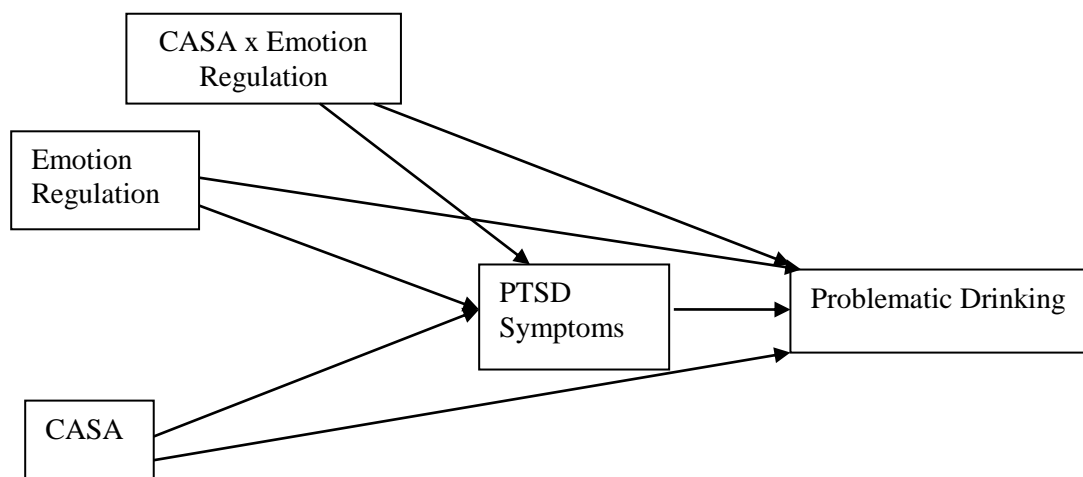 CASA x Emotion
Regulation
Emotion
Regulation
PTSD
Symptoms
Problematic Drinking
CASA